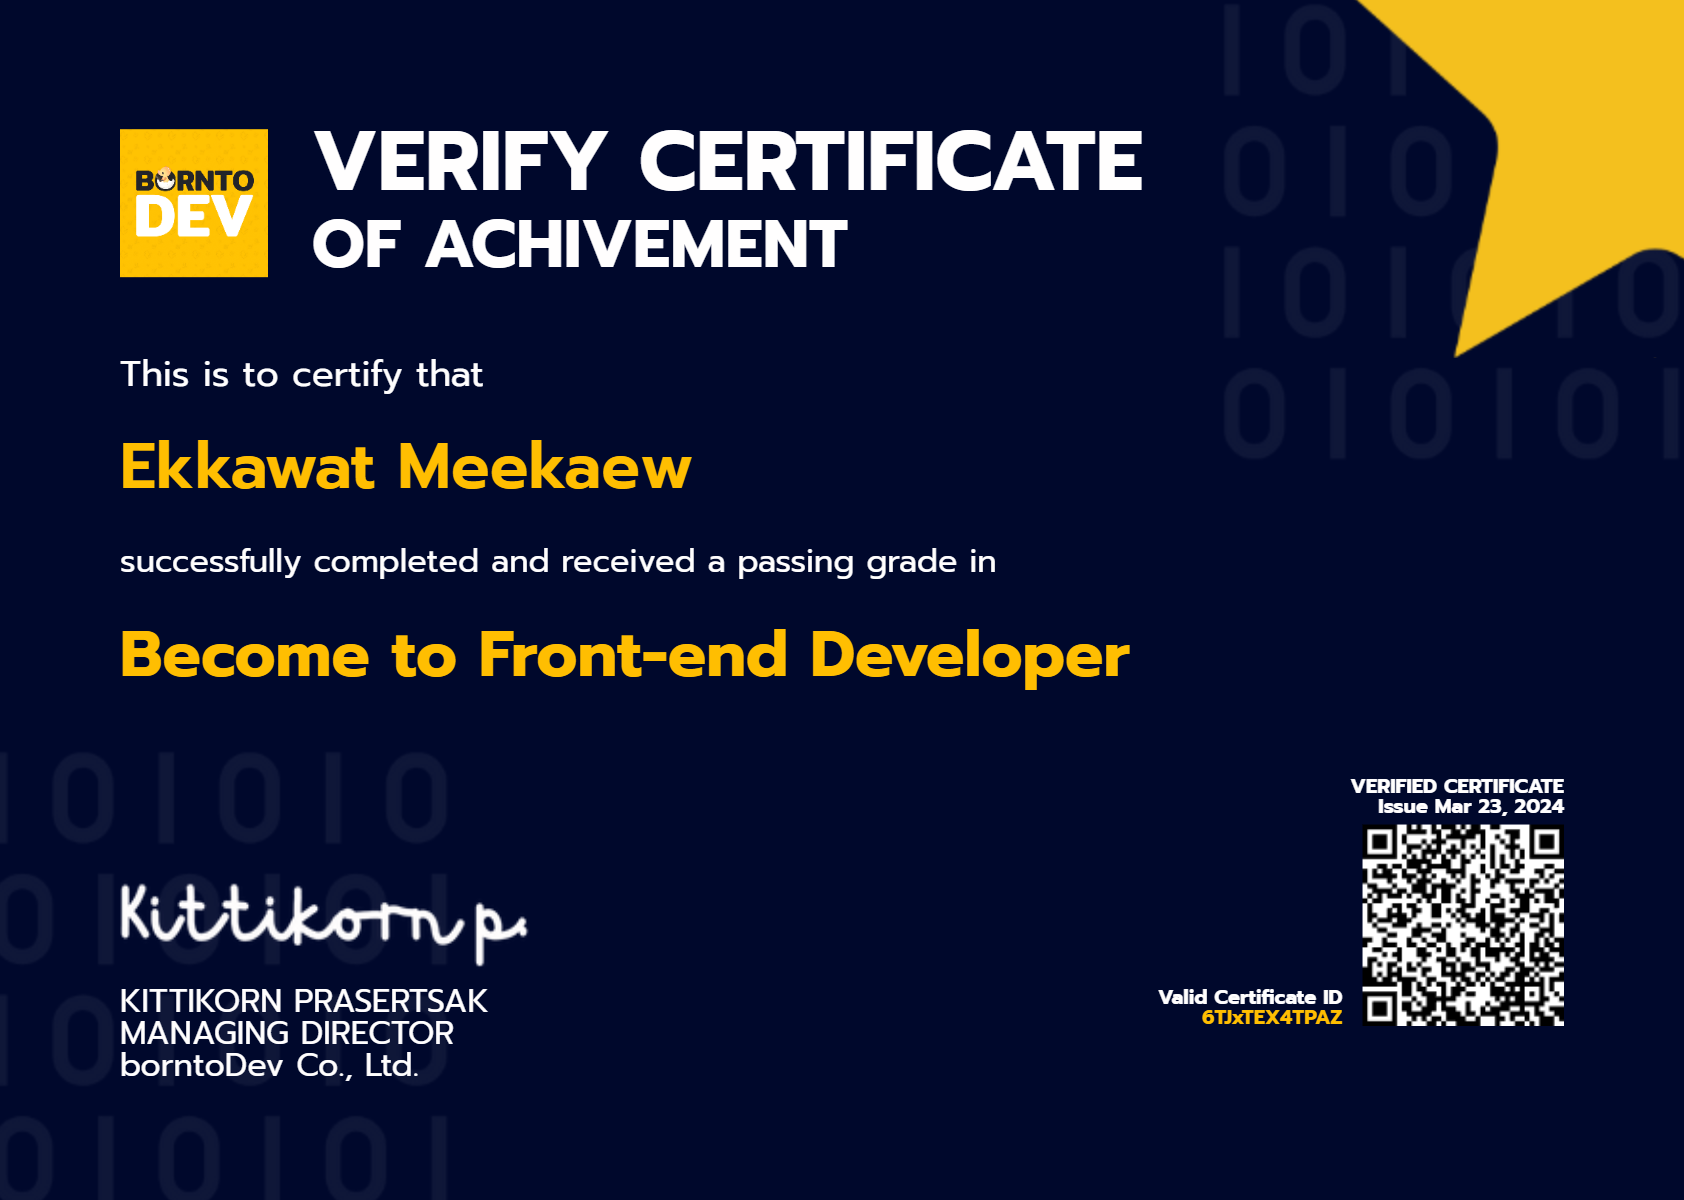 BORNTO
DEV
VERIFY CERTIFICATE
OF ACHIVEMENT
This is to certify that
Ekkawat Meekaew
successfully completed and received a passing grade in
Become to Front-end Developer
VERIFIED CERTIFICATE
Issue Mar 23, 2024
Kittikorn p.
KITTIKORN PRASERTSAK
MANAGING DIRECTOR
borntoDev Co., Ltd.
Valid Certificate ID
6TJxTEX4TPAZ